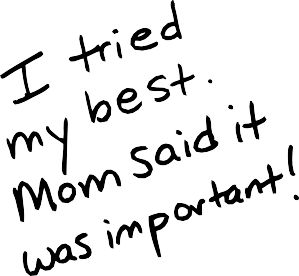 I tried
my best.
Mom said it
was important!